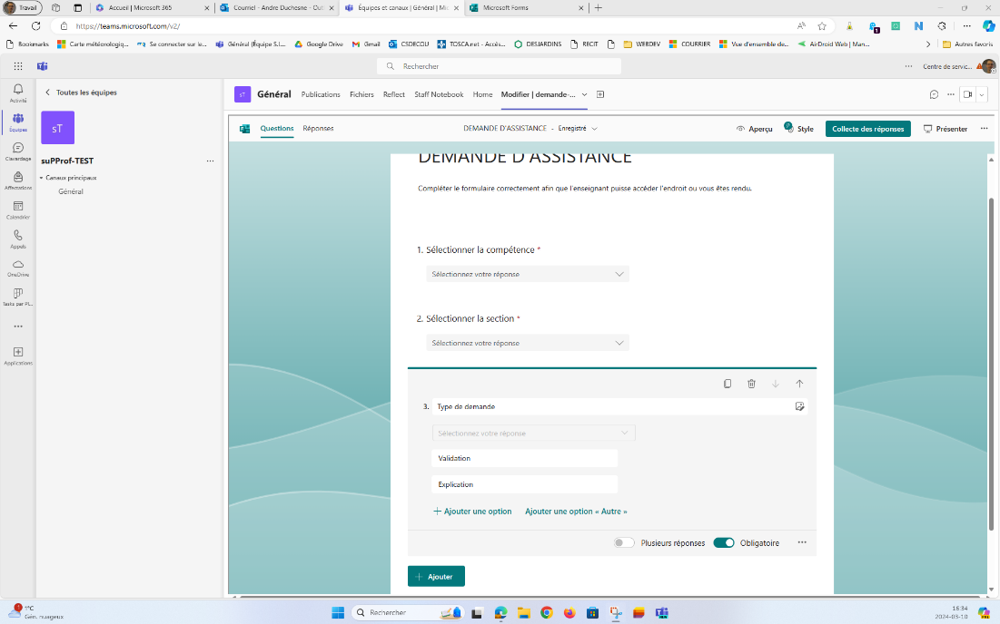 Travail
Accueil | Microsoft 365
Courriel - Andre Duchesne - Out
Équipes et canaux | Général | Mic
Microsoft Forms
https://teams.microsoft.com/v2/
Bookmarks
Carte météorologiq...
Se connecter sur le...
Général (Équipe S.I....
Google Drive
Gmail
CSDECOU
TOSCA.net - Accès...
DESJARDINS
RECIT
WEBDEV
COURRIER
Vue d'ensemble de...
AirDroid Web | Man...
Autres favoris
Rechercher
Centre de servic...
Activité
Équipes
Clavardage
Affectations
Calendrier
Appels
OneDrive
Tasks par Pl...
Applications
Toutes les équipes
sT
suPProf-TEST
Canaux principaux
Général
sT
Général
Publications
Fichiers
Reflect
Staff Notebook
Home
Modifier | demande-...
Questions
Réponses
DEMANDE D'ASSISTANCE - Enregistré
Aperçu
Style
Collecte des réponses
Présenter
DEMANDE D'ASSISTANCE
Compléter le formulaire correctement afin que l'enseignant puisse accéder l'endroit ou vous êtes rendu.
1. Sélectionner la compétence *
Sélectionnez votre réponse
2. Sélectionner la section *
Sélectionnez votre réponse
3. Type de demande
Sélectionnez votre réponse
Validation
Explication
Ajouter une option
Ajouter une option « Autre »
Plusieurs réponses
Obligatoire
Ajouter
1
1°C
Gén. nuageux
Rechercher
16:34
2024-03-10